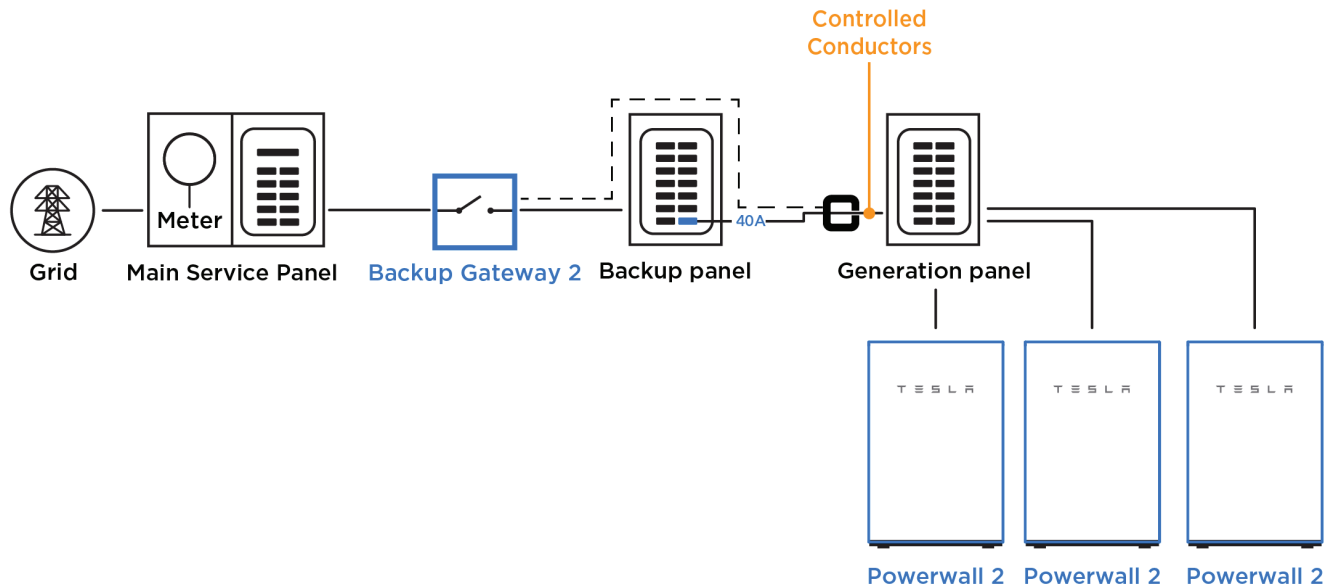 Controlled
Conductors
Meter
40A
Grid
Main Service Panel
Backup Gateway 2
Backup panel
Generation panel
TESLA
TESLA
TESLA
Powerwall 2
Powerwall 2
Powerwall 2